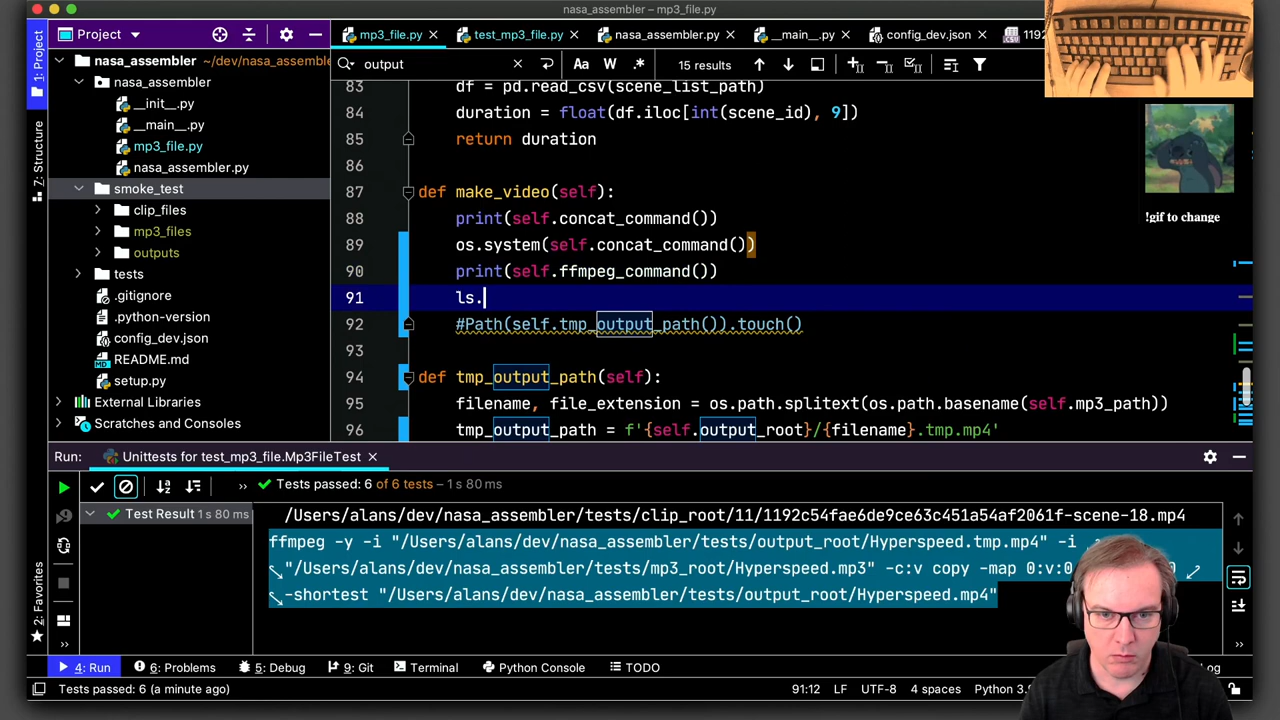 nasa_assembler – mp3_file.py
Project
mp3_file.py
test_mp3_file.py
nasa_assembler.py
__main__.py
config_dev.json
1192
1: Project
Z: Structure
2: Favorites
nasa_assembler ~/dev/nasa_assemble
nasa_assembler
__init__.py
__main__.py
mp3_file.py
nasa_assembler.py
smoke_test
clip_files
mp3_files
outputs
tests
.gitignore
.python-version
config_dev.json
README.md
setup.py
External Libraries
Scratches and Consoles
output
Aa W .*
15 results
83 df = pd.read_csv(scene_list_path)
84 duration = float(df.iloc[int(scene_id), 9])
85 return duration
86
87 def make_video(self):
88 print(self.concat_command())
89 os.system(self.concat_command())
90 print(self.ffmpeg_command())
91 ls.
92 #Path(self.tmp_output_path()).touch()
93
94 def tmp_output_path(self):
95 filename, file_extension = os.path.splitext(os.path.basename(self.mp3_path))
96 tmp_output_path = f'{self.output_root}/{filename}.tmp.mp4'
!gif to change
Run: Unittests for test_mp3_file.Mp3FileTest
Tests passed: 6 of 6 tests – 1 s 80 ms
Test Result 1 s 80 ms
/Users/alans/dev/nasa_assembler/tests/clip_root/11/1192c54fae6de9ce63c451a54af2061f-scene-18.mp4
ffmpeg -y -i "/Users/alans/dev/nasa_assembler/tests/output_root/Hyperspeed.tmp.mp4" -i
"/Users/alans/dev/nasa_assembler/tests/mp3_root/Hyperspeed.mp3" -c:v copy -map 0:v:0
-shortest "/Users/alans/dev/nasa_assembler/tests/output_root/Hyperspeed.mp4"
4: Run
6: Problems
5: Debug
9: Git
Terminal
Python Console
TODO
Tests passed: 6 (a minute ago)
91:12 LF UTF-8 4 spaces